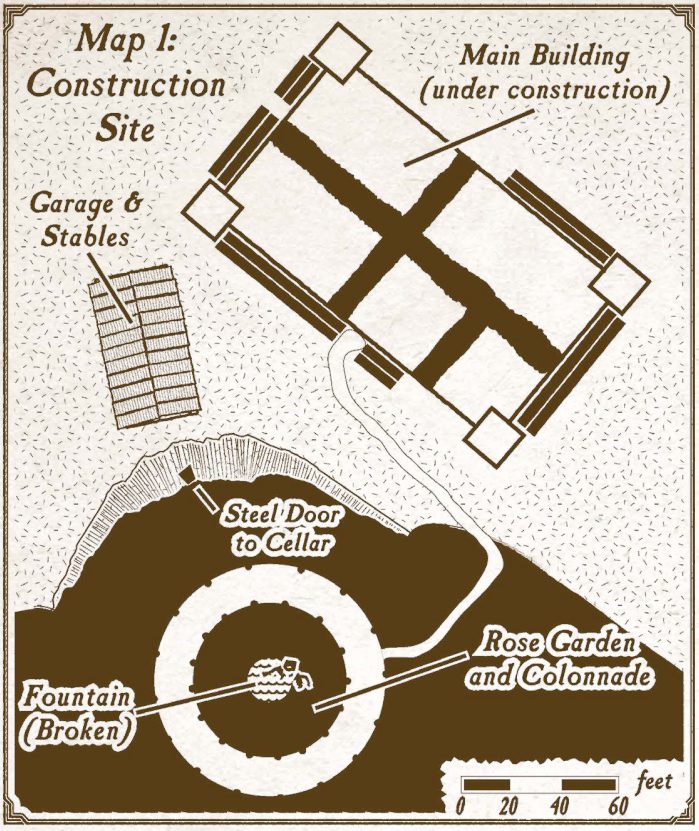 Map 1:
Construction
Site
Main Building
(under construction)
Garage &
Stables
Steel Door
to Cellar
Rose Garden
and Colonnade
Fountain
(Broken)
feet
0 20 40 60